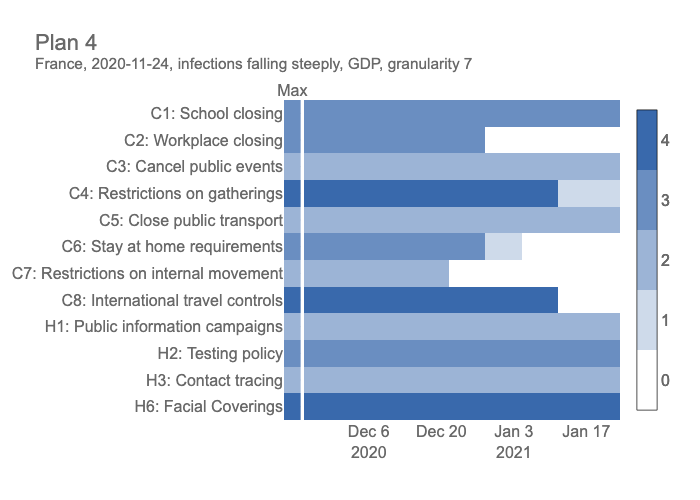 Plan 4
France, 2020-11-24, infections falling steeply, GDP, granularity 7
Max
C1: School closing
C2: Workplace closing
C3: Cancel public events
C4: Restrictions on gatherings
C5: Close public transport
C6: Stay at home requirements
C7: Restrictions on internal movement
C8: International travel controls
H1: Public information campaigns
H2: Testing policy
H3: Contact tracing
H6: Facial Coverings
Dec 6 Dec 20 Jan 3 Jan 17
2020 2021
4
3
2
1
0